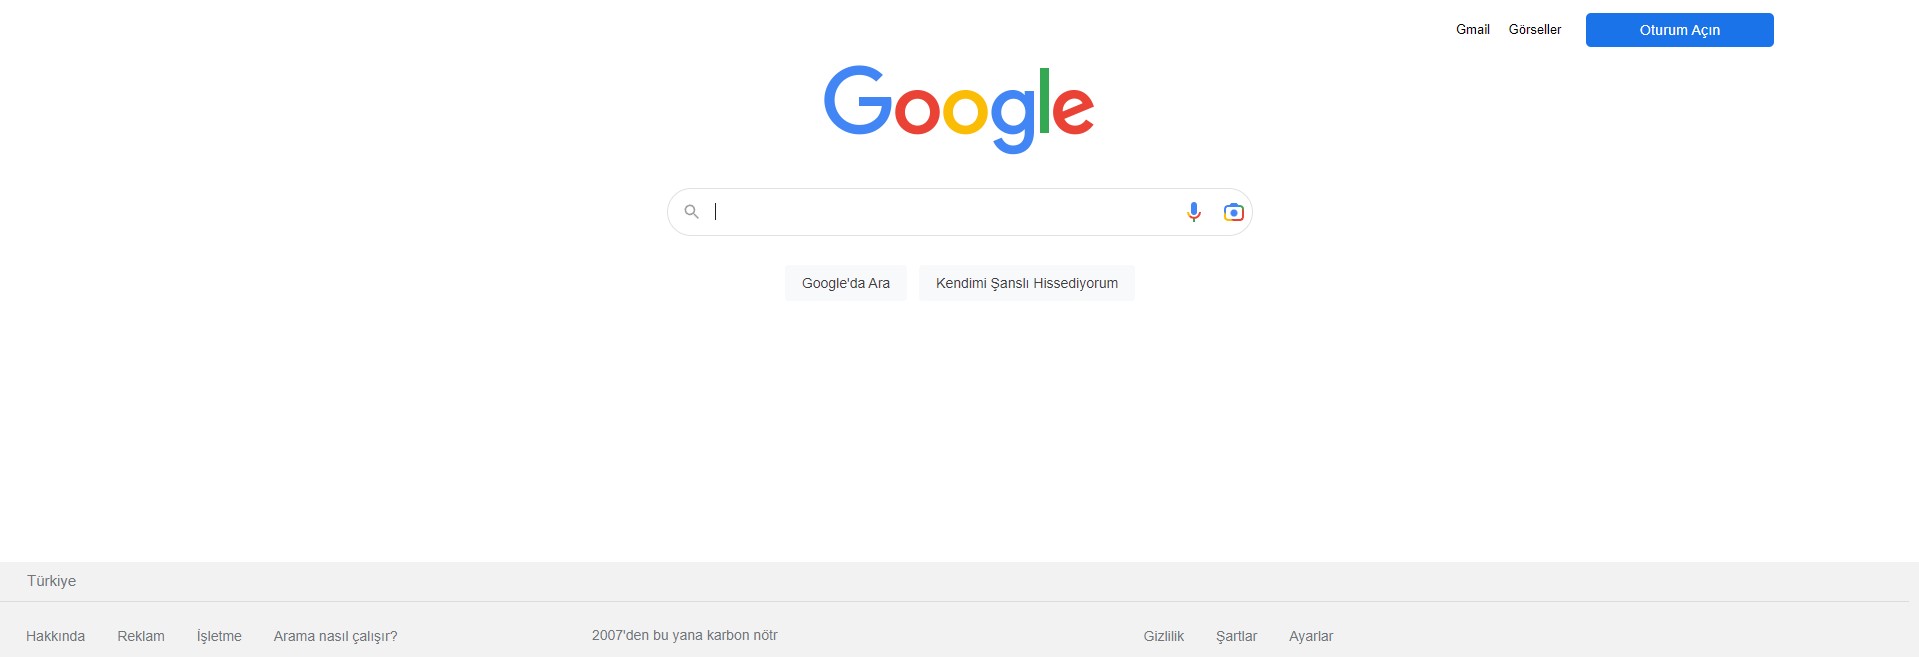 Gmail Görseller Oturum Açın
Google
Google'da Ara Kendimi Şanslı Hissediyorum
Türkiye
Hakkında Reklam İşletme Arama nasıl çalışır? 2007'den bu yana karbon nötr Gizlilik Şartlar Ayarlar